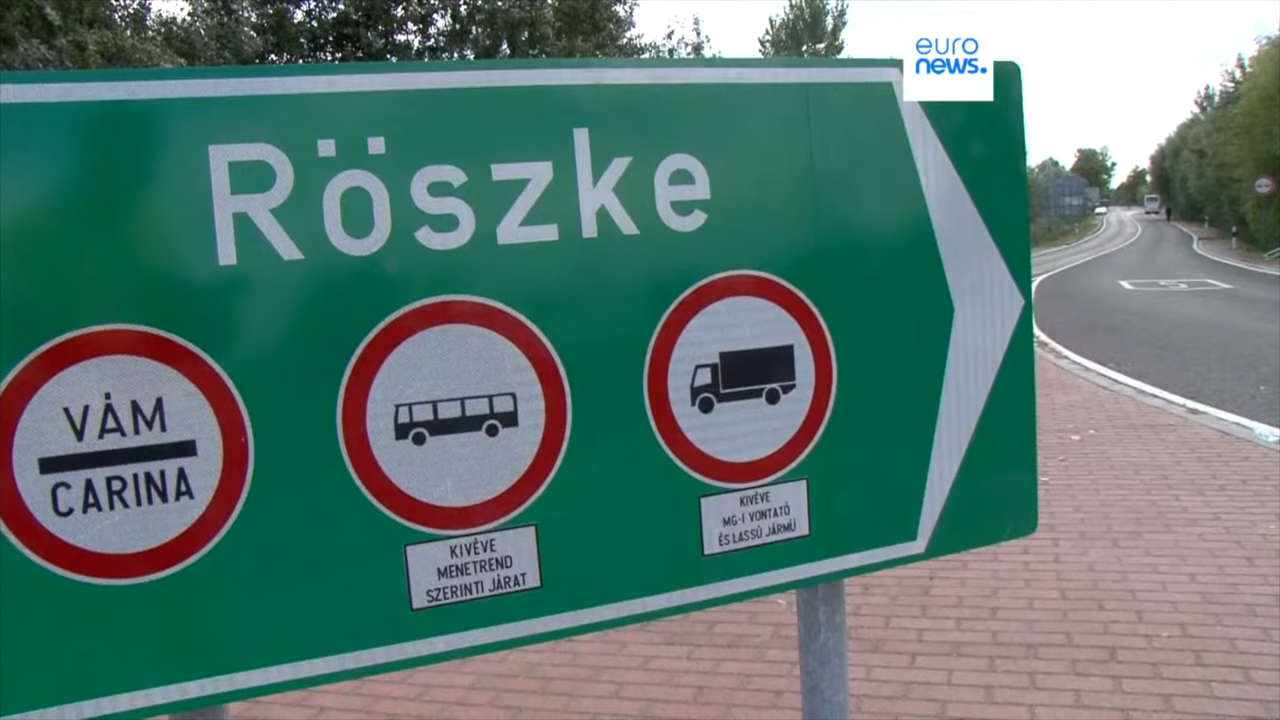 euro
news.
Röszke
VÁM
CARINA
KIVÉVE
MENETREND
SZERINTI JÁRAT
KIVÉVE
MG-I VONTATÓ
ÉS LASSÚ JÁRMŰ